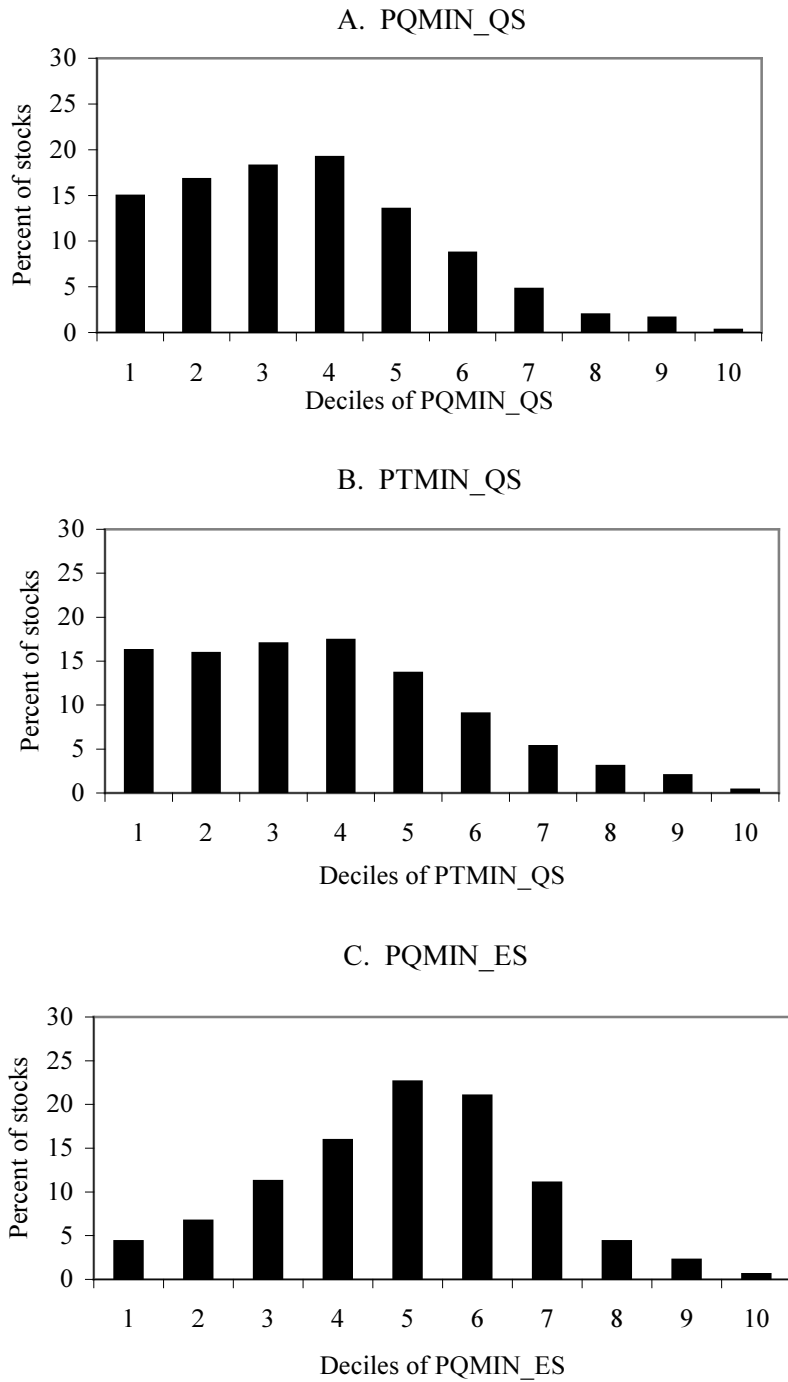 A. PQMIN_QS
30
25
20
15
10
5
0
Percent of stocks
1 2 3 4 5 6 7 8 9 10
Deciles of PQMIN_QS
B. PTMIN_QS
30
25
20
15
10
5
0
Percent of stocks
1 2 3 4 5 6 7 8 9 10
Deciles of PTMIN_QS
C. PQMIN_ES
30
25
20
15
10
5
0
Percent of stocks
1 2 3 4 5 6 7 8 9 10
Deciles of PQMIN_ES